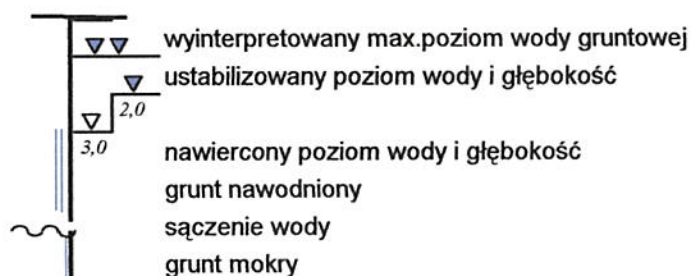 wyinterpretowany max.poziom wody gruntowej
ustabilizowany poziom wody i głębokość
2,0
3,0
nawiercony poziom wody i głębokość
grunt nawodniony
sączenie wody
grunt mokry